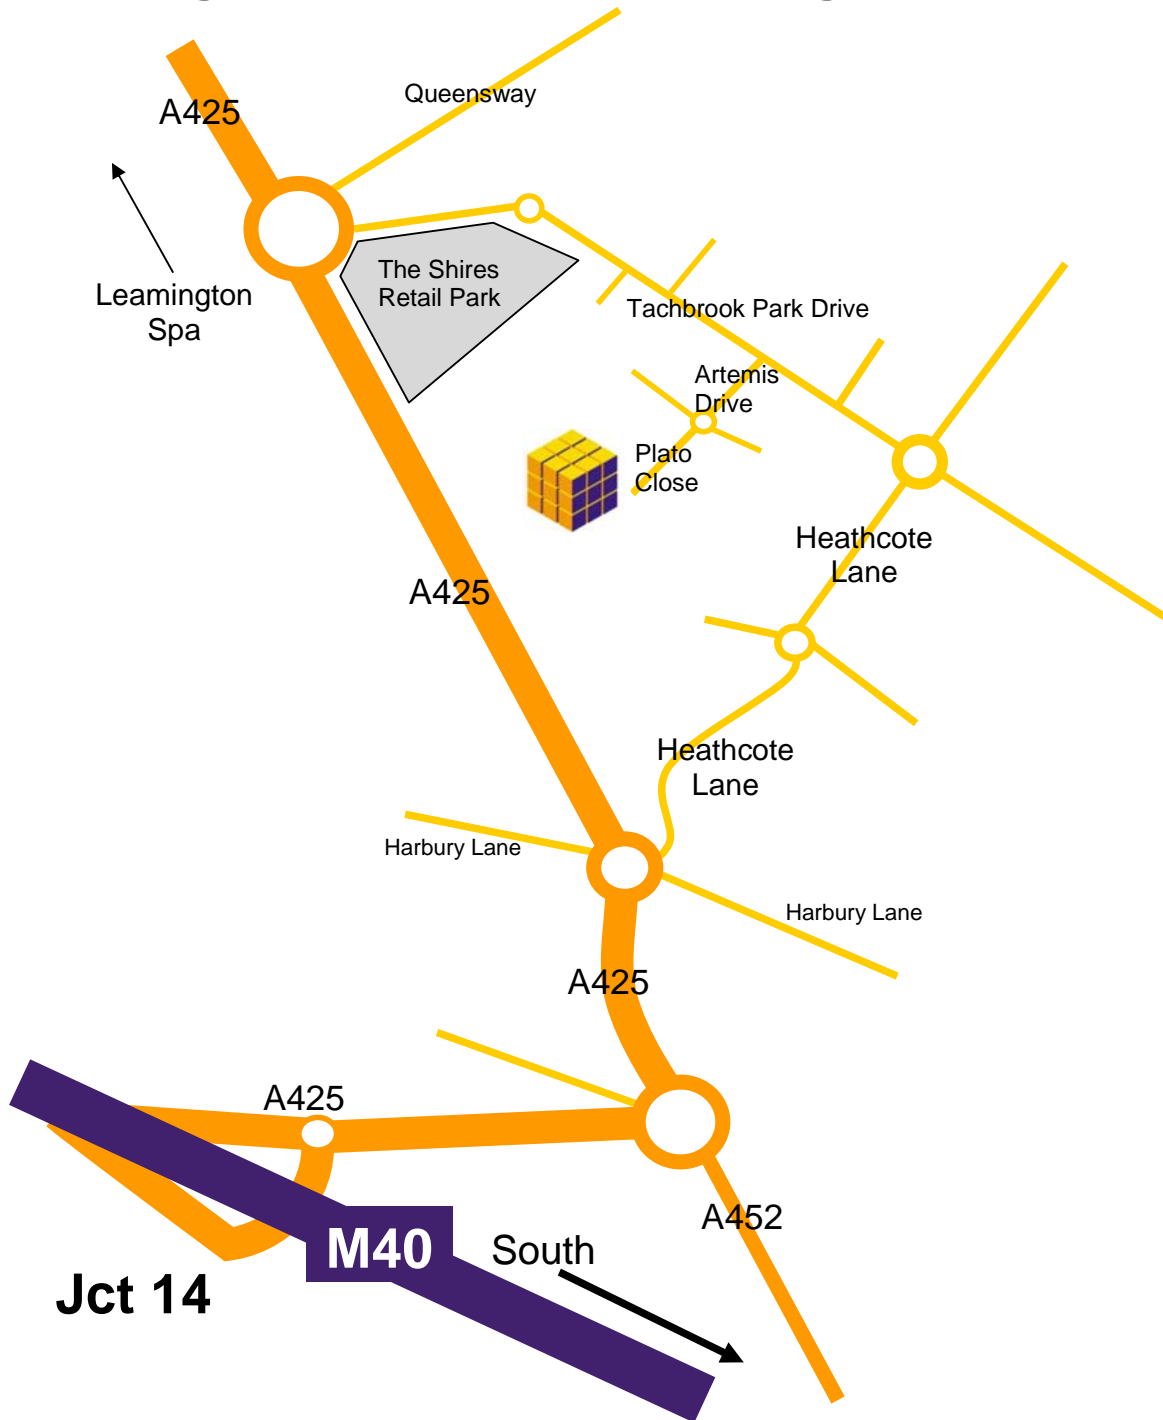 Queensway
A425
The Shires
Retail Park
Leamington
Spa
Tachbrook Park Drive
Artemis
Drive
Plato
Close
Heathcote
Lane
A425
Heathcote
Lane
Harbury Lane
Harbury Lane
A425
A425
A452
M40
South
Jct 14